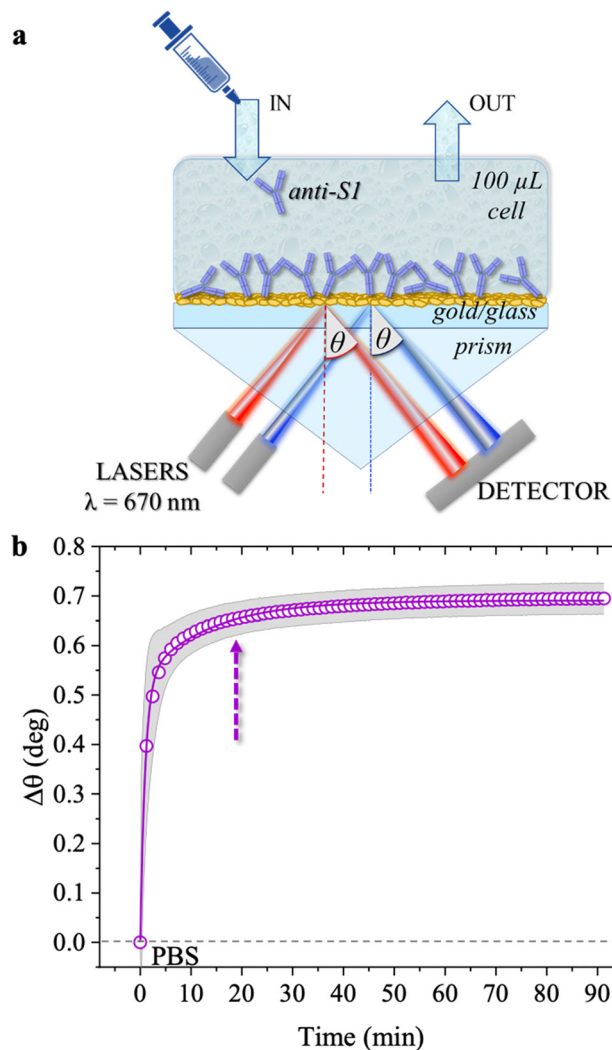 a
IN
OUT
anti-S1
100 µL
cell
gold/glass
θ
θ
prism
LASERS
λ = 670 nm
DETECTOR
b
0.8
0.7
0.6
0.5
0.4
0.3
0.2
0.1
0.0
Δθ (deg)
PBS
0 10 20 30 40 50 60 70 80 90
Time (min)